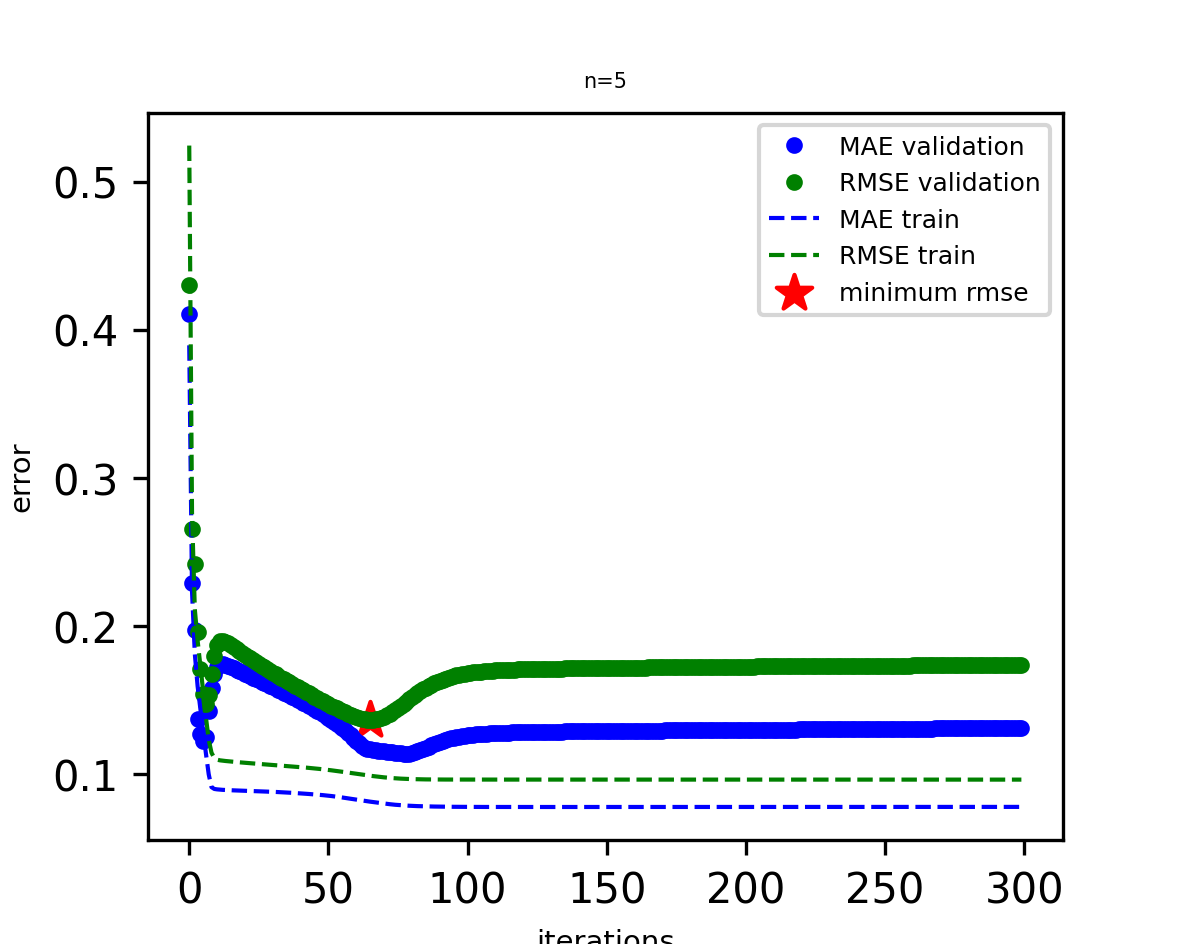 n=5
MAE validation
RMSE validation
MAE train
RMSE train
minimum rmse
error
0.5
0.4
0.3
0.2
0.1
0 50 100 150 200 250 300
iterations